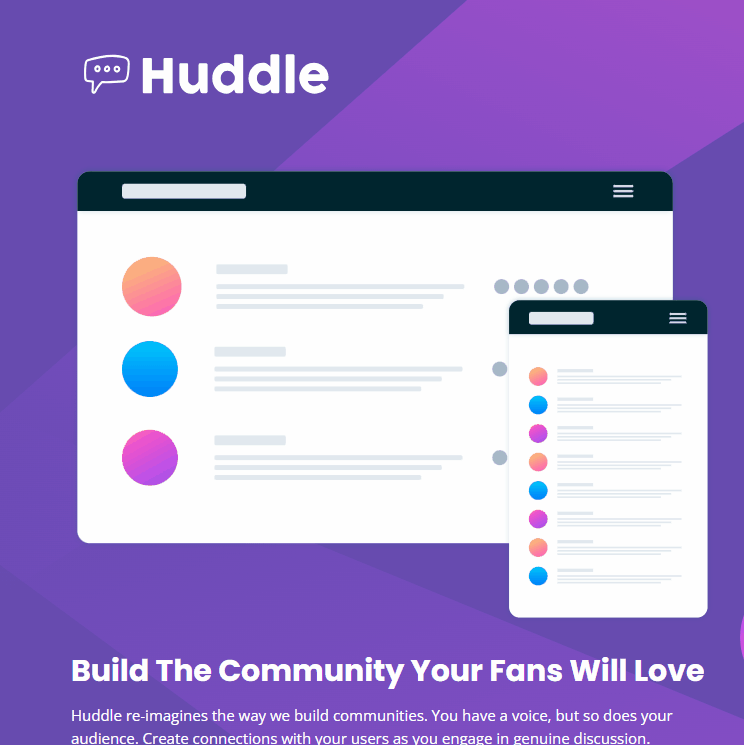 Huddle
Build The Community Your Fans Will Love
Huddle re-imagines the way we build communities. You have a voice, but so does your
audience. Create connections with your users as you engage in genuine discussion.